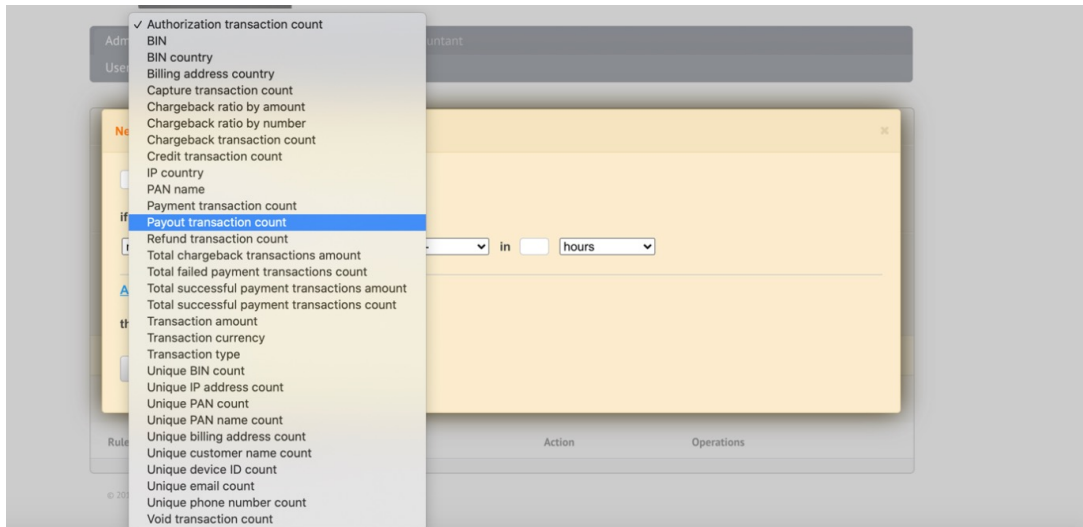 ✓ Authorization transaction count
BIN
BIN country
Billing address country
Capture transaction count
Chargeback ratio by amount
Chargeback ratio by number
Chargeback transaction count
Credit transaction count
IP country
PAN name
Payment transaction count
Payout transaction count
Refund transaction count
Total chargeback transactions amount
Total failed payment transactions count
Total successful payment transactions amount
Total successful payment transactions count
Transaction amount
Transaction currency
Transaction type
Unique BIN count
Unique IP address count
Unique PAN count
Unique PAN name count
Unique billing address count
Unique customer name count
Unique device ID count
Unique email count
Unique phone number count
Void transaction count
if
in hours
Action Operations